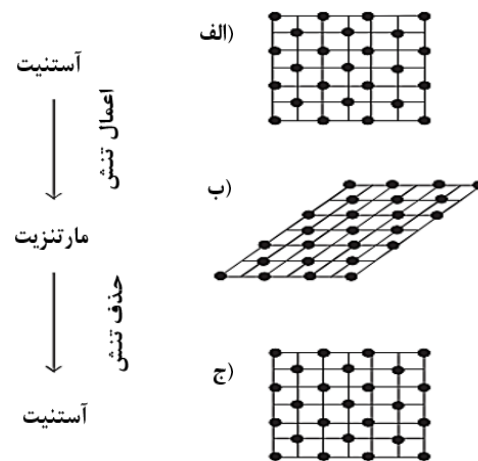 الف)
آستنیت
اعمال تنش
ب)
مارتنزیت
حذف تنش
ج)
آستنیت